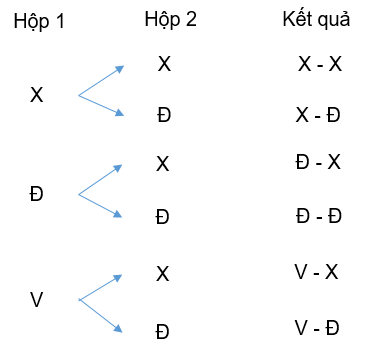 Hộp 1 Hộp 2 Kết quả
X X X - X
Đ X - Đ
Đ X Đ - X
Đ Đ - Đ
V X V - X
Đ V - Đ